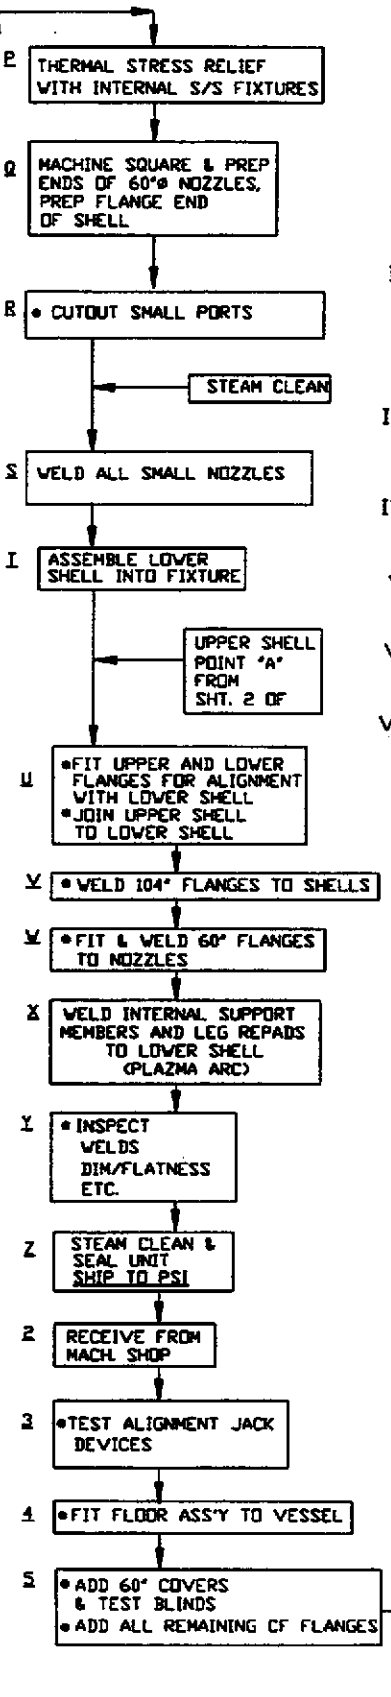 P
THERMAL STRESS RELIEF
WITH INTERNAL S/S FIXTURES
Q
MACHINE SQUARE & PREP
ENDS OF 60"ø NOZZLES,
PREP FLANGE END
OF SHELL
R
• CUTOUT SMALL PORTS
STEAM CLEAN
S
WELD ALL SMALL NOZZLES
T
ASSEMBLE LOWER
SHELL INTO FIXTURE
UPPER SHELL
POINT "A"
FROM
SHT. 2 OF
U
•FIT UPPER AND LOWER
FLANGES FOR ALIGNMENT
WITH LOWER SHELL
•JOIN UPPER SHELL
TO LOWER SHELL
V
• WELD 104" FLANGES TO SHELLS
W
•FIT & WELD 60" FLANGES
TO NOZZLES
X
WELD INTERNAL SUPPORT
MEMBERS AND LEG REPADS
TO LOWER SHELL
(PLAZMA ARC)
Y
• INSPECT
WELDS
DIM/FLATNESS
ETC.
Z
STEAM CLEAN &
SEAL UNIT
SHIP TO PSI
2
RECEIVE FROM
MACH. SHOP
3
•TEST ALIGNMENT JACK
DEVICES
4
•FIT FLOOR ASS'Y TO VESSEL
5
• ADD 60" COVERS
& TEST BLINDS
• ADD ALL REMAINING CF FLANGES